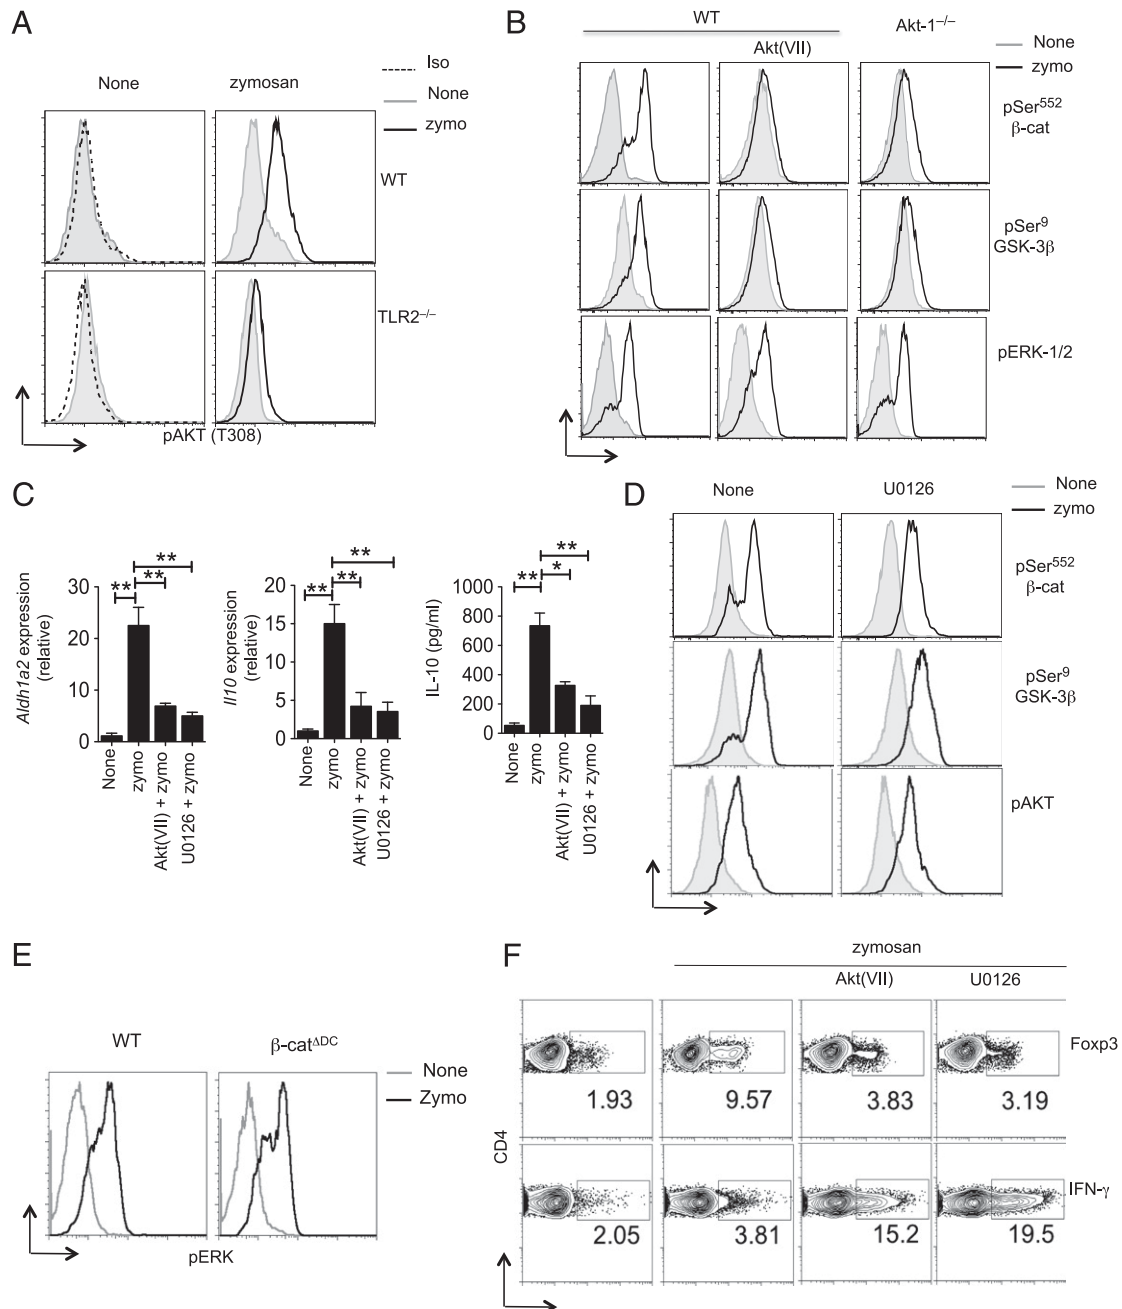 A
None
zymosan
Iso
None
zymo
WT
TLR2–/–
pAKT (T308)
B
WT
Akt(VII)
Akt-1–/–
None
zymo
pSer552
β-cat
pSer9
GSK-3β
pERK-1/2
C
Aldh1a2 expression
(relative)
30
20
10
0
**
**
**
None
zymo
Akt(VII) + zymo
U0126 + zymo
Il10 expression
(relative)
20
15
10
5
0
**
**
**
None
zymo
Akt(VII) + zymo
U0126 + zymo
IL-10 (pg/ml)
1000
800
600
400
200
0
**
*
**
None
zymo
Akt(VII) + zymo
U0126 + zymo
D
None
U0126
None
zymo
pSer552
β-cat
pSer9
GSK-3β
pAKT
E
WT
β-catΔDC
None
Zymo
pERK
F
zymosan
Akt(VII)
U0126
Foxp3
1.93
9.57
3.83
3.19
CD4
IFN-γ
2.05
3.81
15.2
19.5